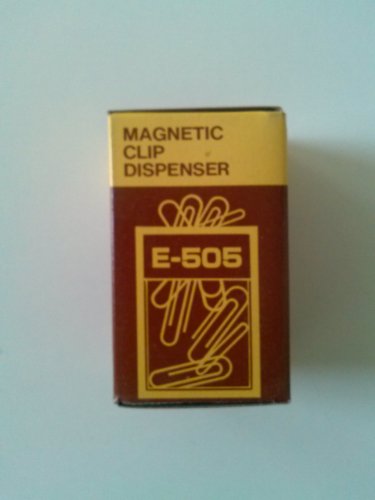 MAGNETIC
CLIP
DISPENSER
E-505